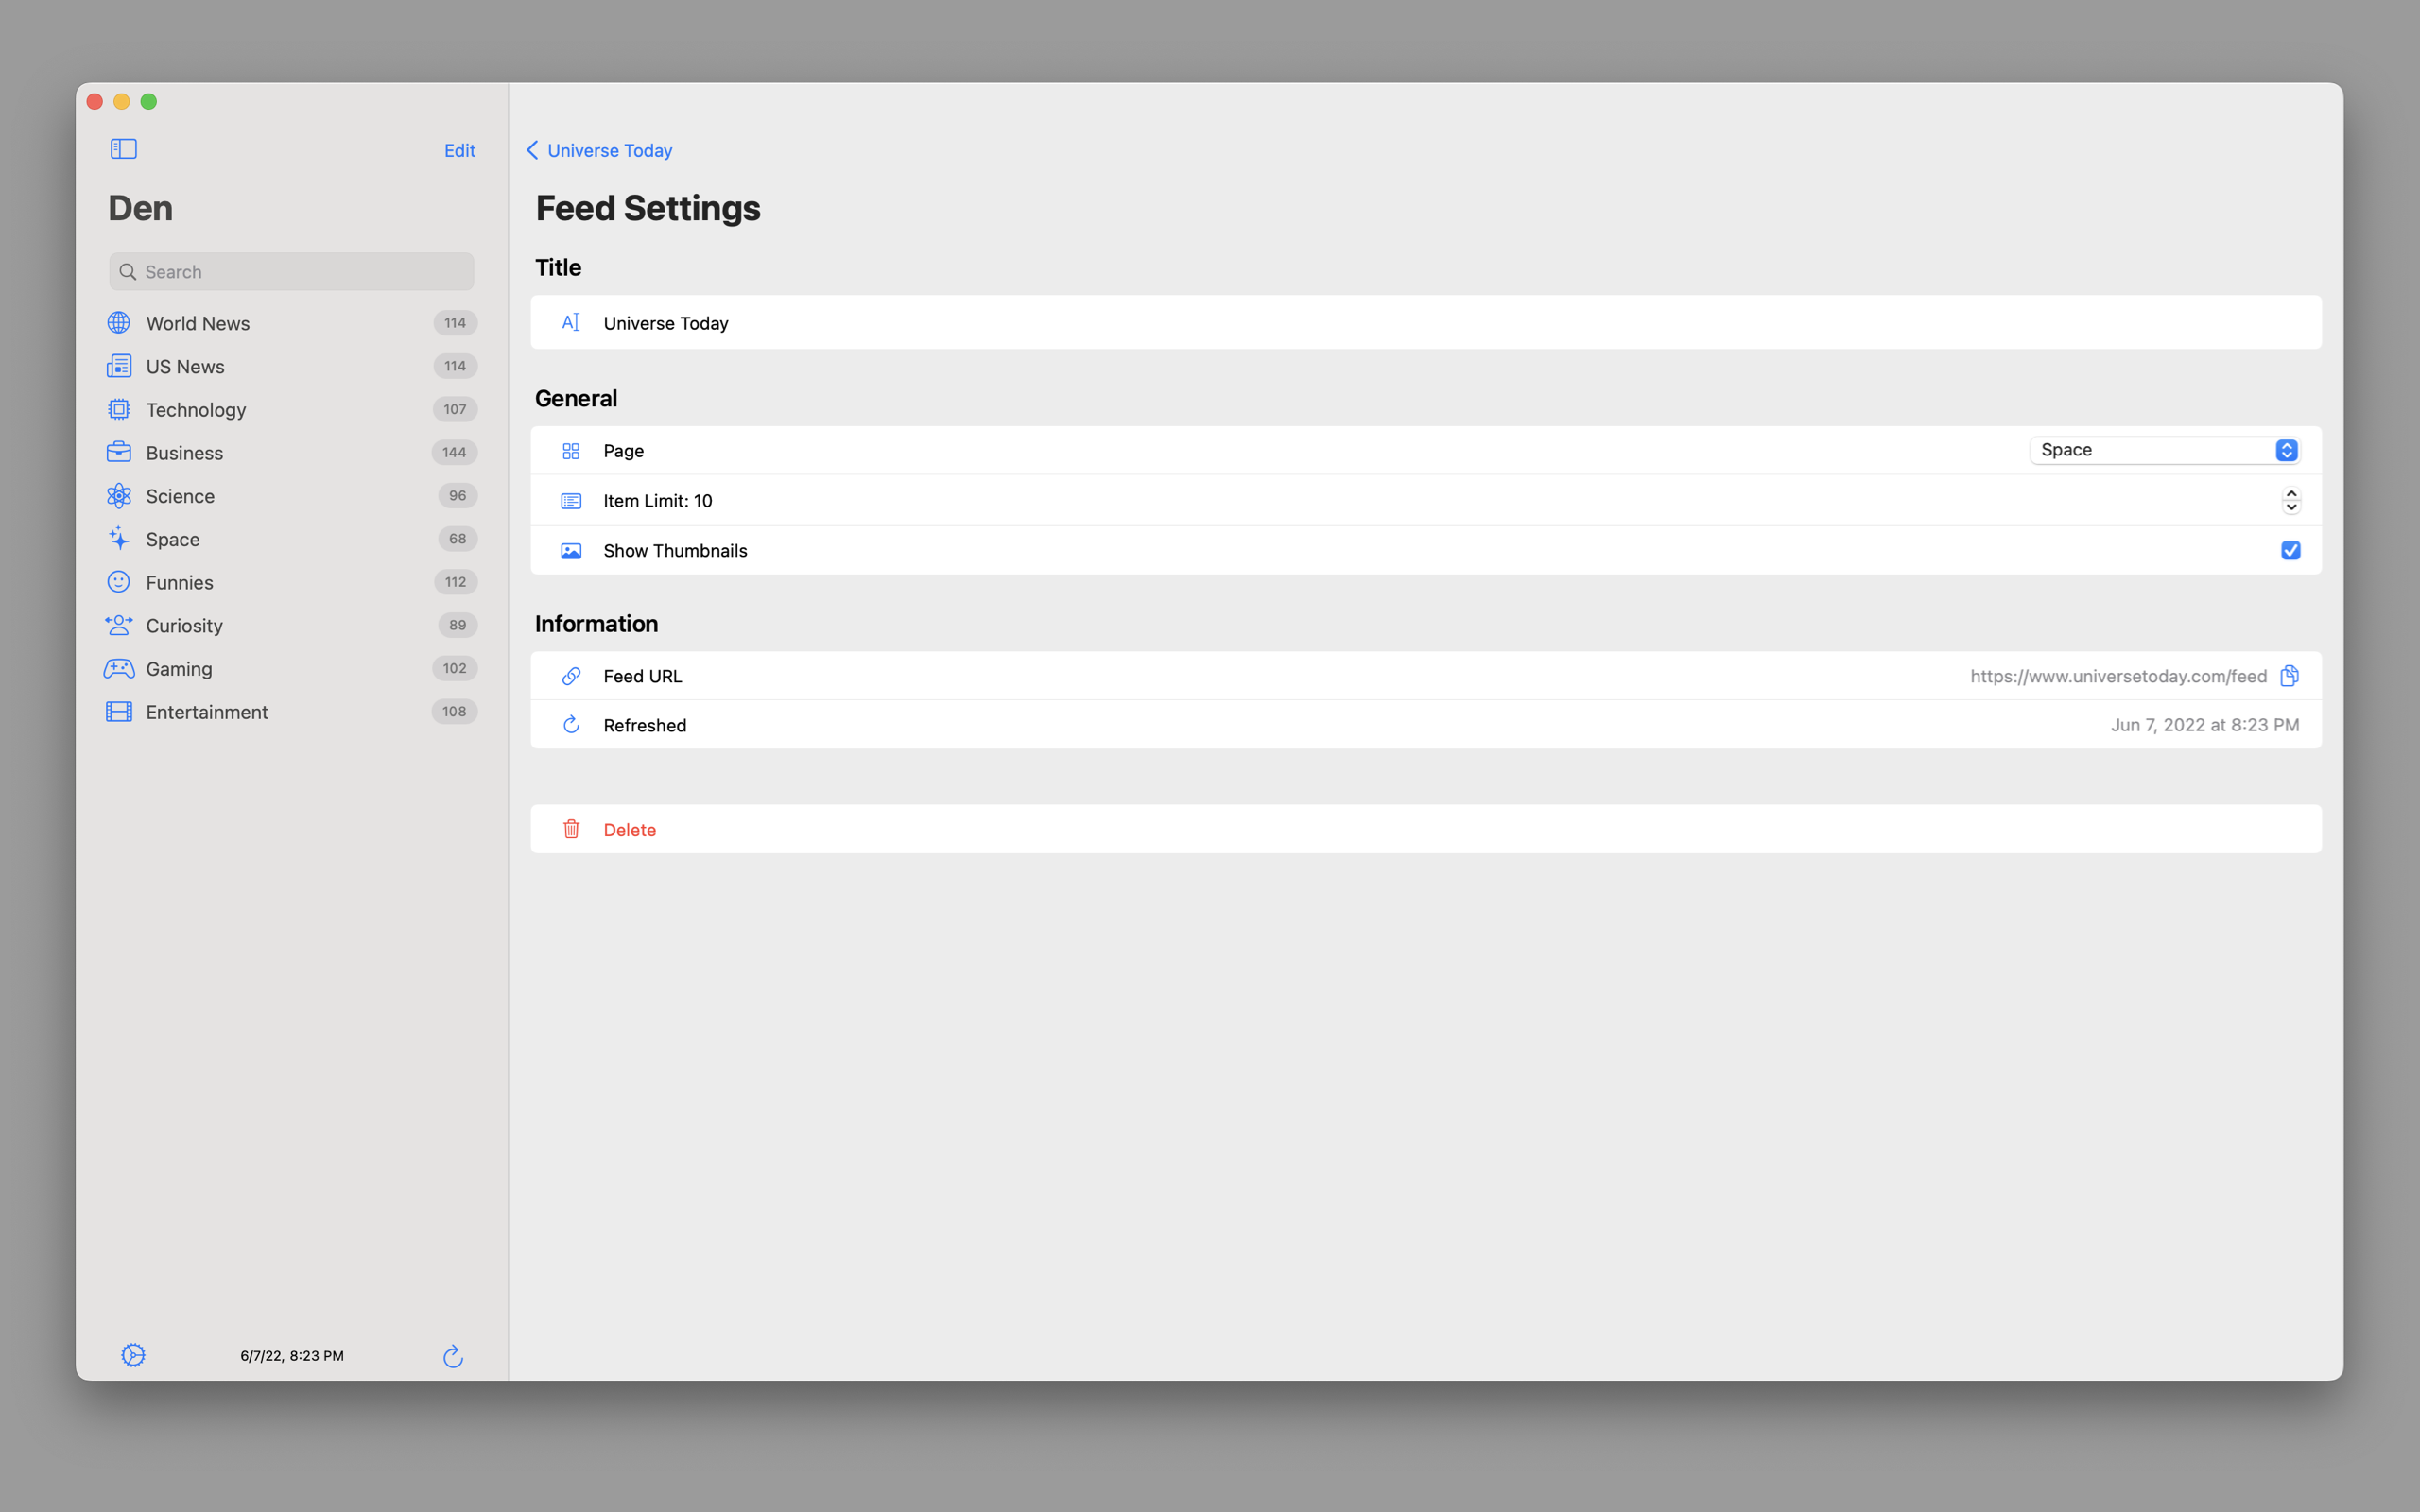 Edit
Den
Search
World News 114
US News 114
Technology 107
Business 144
Science 96
Space 68
Funnies 112
Curiosity 89
Gaming 102
Entertainment 108
6/7/22, 8:23 PM
Universe Today
Feed Settings
Title
Universe Today
General
Page Space
Item Limit: 10
Show Thumbnails
Information
Feed URL https://www.universetoday.com/feed
Refreshed Jun 7, 2022 at 8:23 PM
Delete